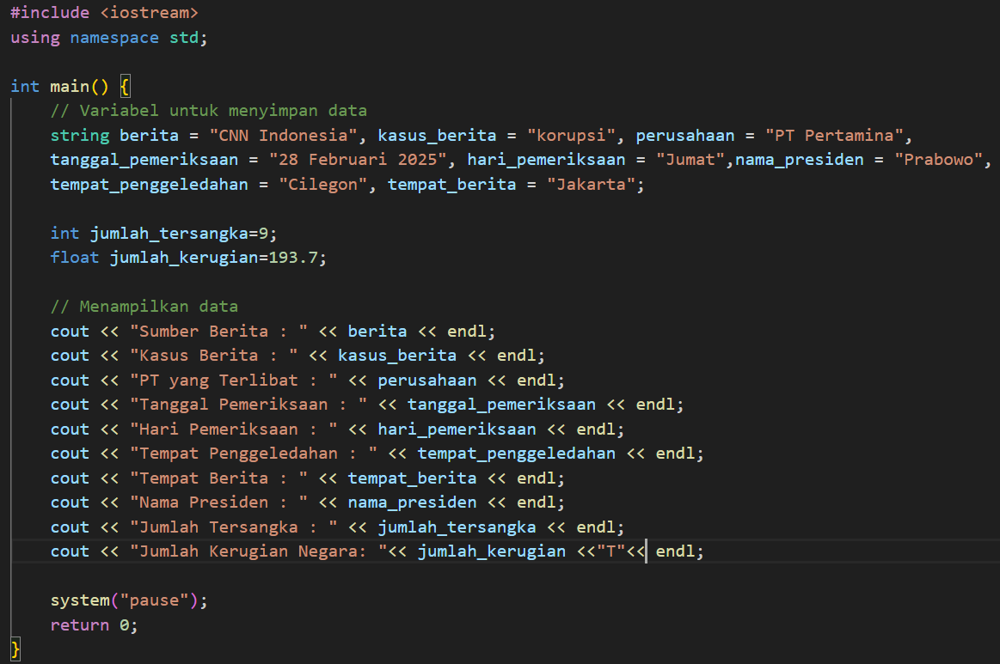 #include <iostream>
using namespace std;
int main() {
// Variabel untuk menyimpan data
string berita = "CNN Indonesia", kasus_berita = "korupsi", perusahaan = "PT Pertamina",
tanggal_pemeriksaan = "28 Februari 2025", hari_pemeriksaan = "Jumat",nama_presiden = "Prabowo",
tempat_penggeledahan = "Cilegon", tempat_berita = "Jakarta";
int jumlah_tersangka=9;
float jumlah_kerugian=193.7;
// Menampilkan data
cout << "Sumber Berita : " << berita << endl;
cout << "Kasus Berita : " << kasus_berita << endl;
cout << "PT yang Terlibat : " << perusahaan << endl;
cout << "Tanggal Pemeriksaan : " << tanggal_pemeriksaan << endl;
cout << "Hari Pemeriksaan : " << hari_pemeriksaan << endl;
cout << "Tempat Penggeledahan : " << tempat_penggeledahan << endl;
cout << "Tempat Berita : " << tempat_berita << endl;
cout << "Nama Presiden : " << nama_presiden << endl;
cout << "Jumlah Tersangka : " << jumlah_tersangka << endl;
cout << "Jumlah Kerugian Negara: "<< jumlah_kerugian <<"T"<< endl;
system("pause");
return 0;
}